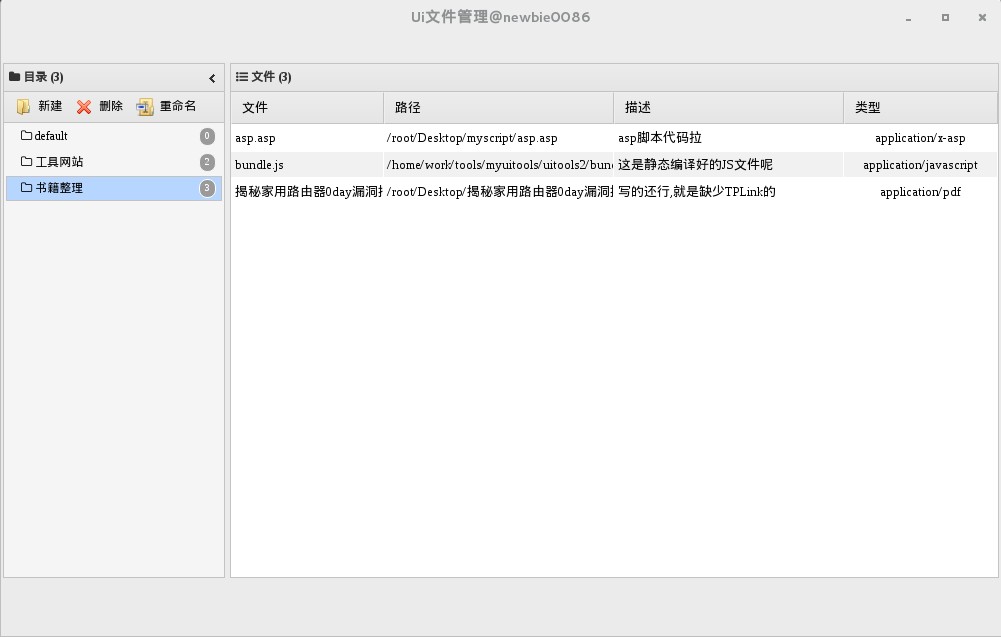 Ui文件管理@newbie0086
目录 (3)
新建 删除 重命名
default 0
工具网站 2
书籍整理 3
文件 (3)
文件 路径 描述 类型
asp.asp /root/Desktop/myscript/asp.asp asp脚本代码拉 application/x-asp
bundle.js /home/work/tools/myuitools/uitools2/bun 这是静态编译好的JS文件呢 application/javascript
揭秘家用路由器0day漏洞 /root/Desktop/揭秘家用路由器0day漏洞 写的还行,就是缺少TPLink的 application/pdf